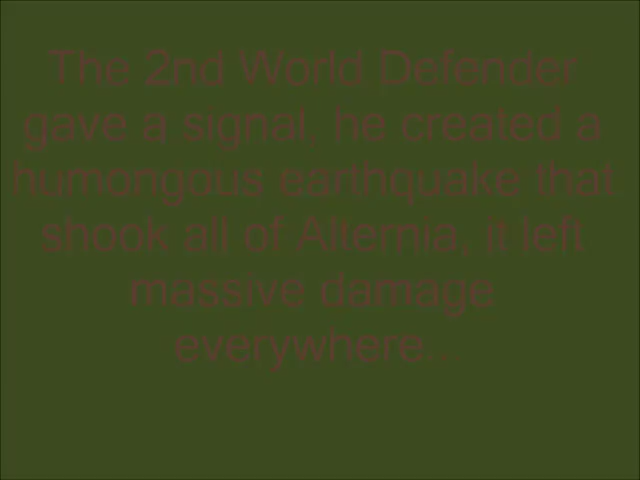 The 2nd World Defender
gave a signal, he created a
humongous earthquake that
shook all of Alternia, it left
massive damage
everywhere...